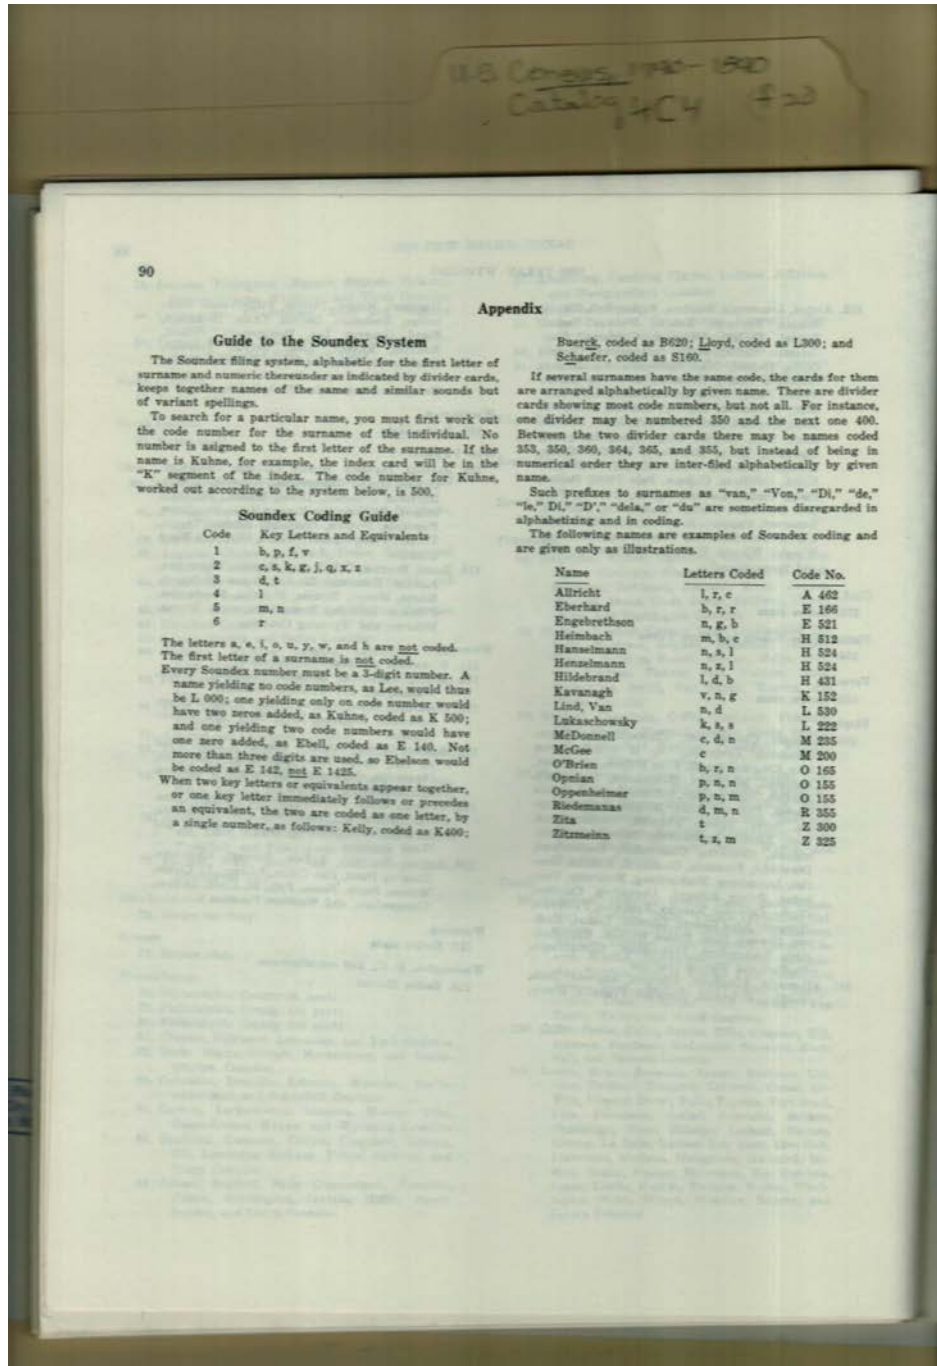 U.S. Census, 1790-1890
Catalog 4C4
90
Appendix
Guide to the Soundex System
The Soundex filing system, alphabetic for the first letter of
surname and numeric thereunder as indicated by divider cards,
keeps together names of the same and similar sounds but
of variant spellings.
To search for a particular name, you must first work out
the code number for the surname of the individual. No
number is asigned to the first letter of the surname. If the
name is Kuhne, for example, the index card will be in the
“K” segment of the index. The code number for Kuhne,
worked out according to the system below, is 500.
Soundex Coding Guide
Code Key Letters and Equivalents
1 b, p, f, v
2 c, s, k, g, j, q, x, z
3 d, t
4 l
5 m, n
6 r
The letters a, e, i, o, u, y, w, and h are not coded.
The first letter of a surname is not coded.
Every Soundex number must be a 3-digit number. A
name yielding no code numbers, as Lee, would thus
be L 000; one yielding only on code number would
have two zeros added, as Kuhne, coded as K 500;
and one yielding two code numbers would have
one zero added, as Ebell, coded as E 140. Not
more than three digits are used, so Ebelson would
be coded as E 142, not E 1425.
When two key letters or equivalents appear together,
or one key letter immediately follows or precedes
an equivalent, the two are coded as one letter, by
a single number, as follows: Kelly, coded as K400;
Buerck, coded as B620; Lloyd, coded as L300; and
Schaefer, coded as S160.
If several surnames have the same code, the cards for them
are arranged alphabetically by given name. There are divider
cards showing most code numbers, but not all. For instance,
one divider may be numbered 350 and the next one 400.
Between the two divider cards there may be names coded
353, 350, 360, 364, 365, and 355, but instead of being in
numerical order they are inter-filed alphabetically by given
name.
Such prefixes to surnames as “van,” “Von,” “Di,” “de,”
“le,” Di,” “D’,” “dela,” or “du” are sometimes disregarded in
alphabetizing and in coding.
The following names are examples of Soundex coding and
are given only as illustrations.
Name Letters Coded Code No.
Allricht l, r, c A 462
Eberhard b, r, r E 166
Engebrethson n, g, b E 521
Heimbach m, b, c H 512
Hanselmann n, s, l H 524
Henzelmann n, z, l H 524
Hildebrand l, d, b H 431
Kavanagh v, n, g K 152
Lind, Van n, d L 530
Lukaschowsky k, s, s L 222
McDonnell c, d, n M 235
McGee c M 200
O'Brien b, r, n O 165
Opnian p, n, n O 155
Oppenheimer p, n, m O 155
Riedemanas d, m, n R 355
Zita t Z 300
Zitzmeinn t, z, m Z 325